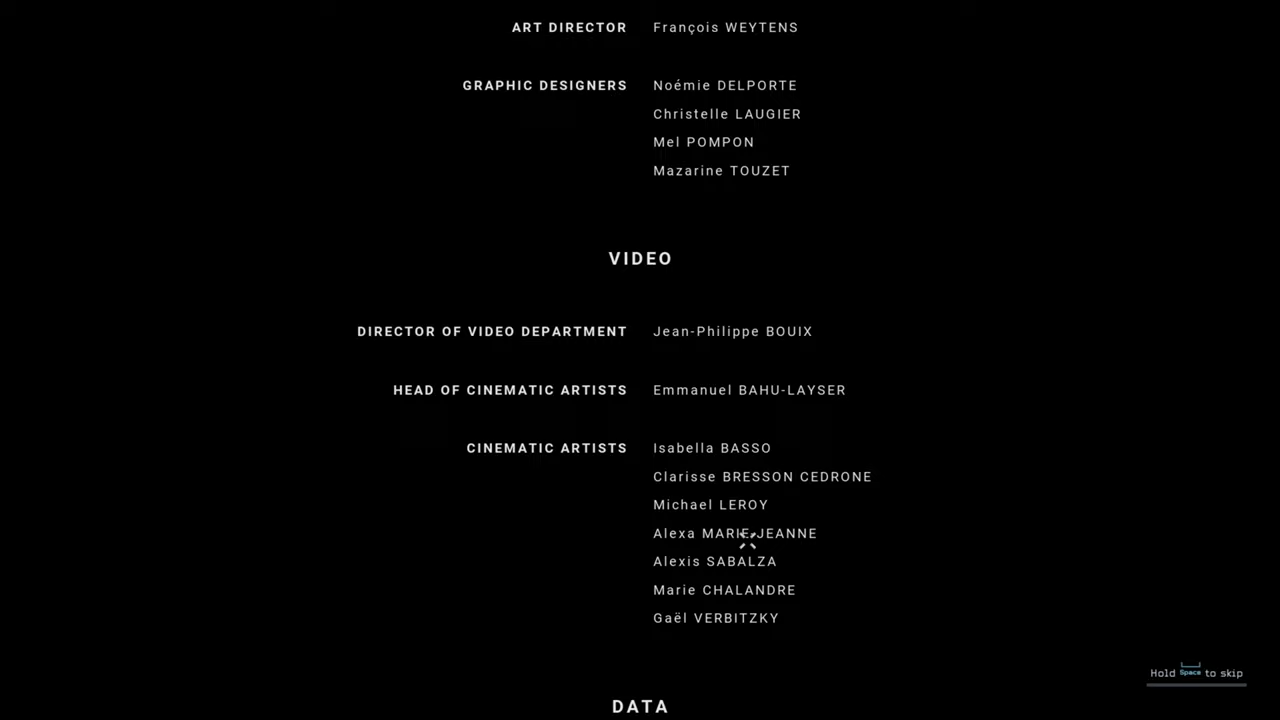 ART DIRECTOR François WEYTENS
GRAPHIC DESIGNERS Noémie DELPORTE
Christelle LAUGIER
Mel POMPON
Mazarine TOUZET
VIDEO
DIRECTOR OF VIDEO DEPARTMENT Jean-Philippe BOUIX
HEAD OF CINEMATIC ARTISTS Emmanuel BAHU-LAYSER
CINEMATIC ARTISTS Isabella BASSO
Clarisse BRESSON CEDRONE
Michael LEROY
Alexa MARIE-JEANNE
Alexis SABALZA
Marie CHALANDRE
Gaël VERBITZKY
Hold Space to skip
DATA